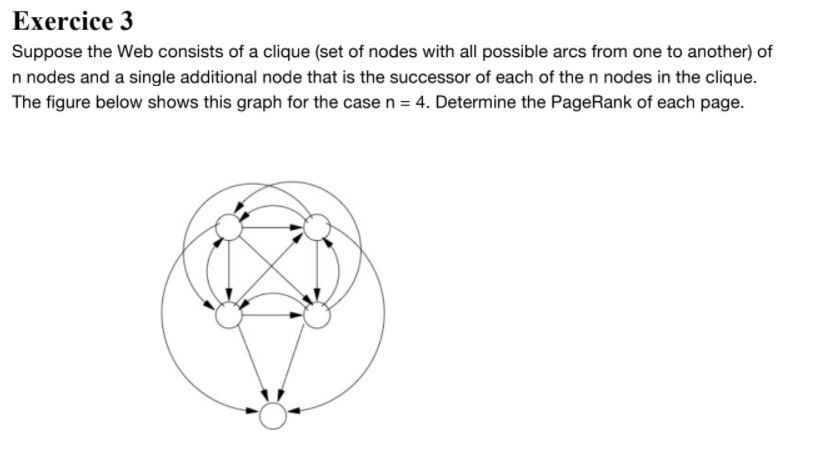 Exercice 3
Suppose the Web consists of a clique (set of nodes with all possible arcs from one to another) of
n nodes and a single additional node that is the successor of each of the n nodes in the clique.
The figure below shows this graph for the case n = 4. Determine the PageRank of each page.